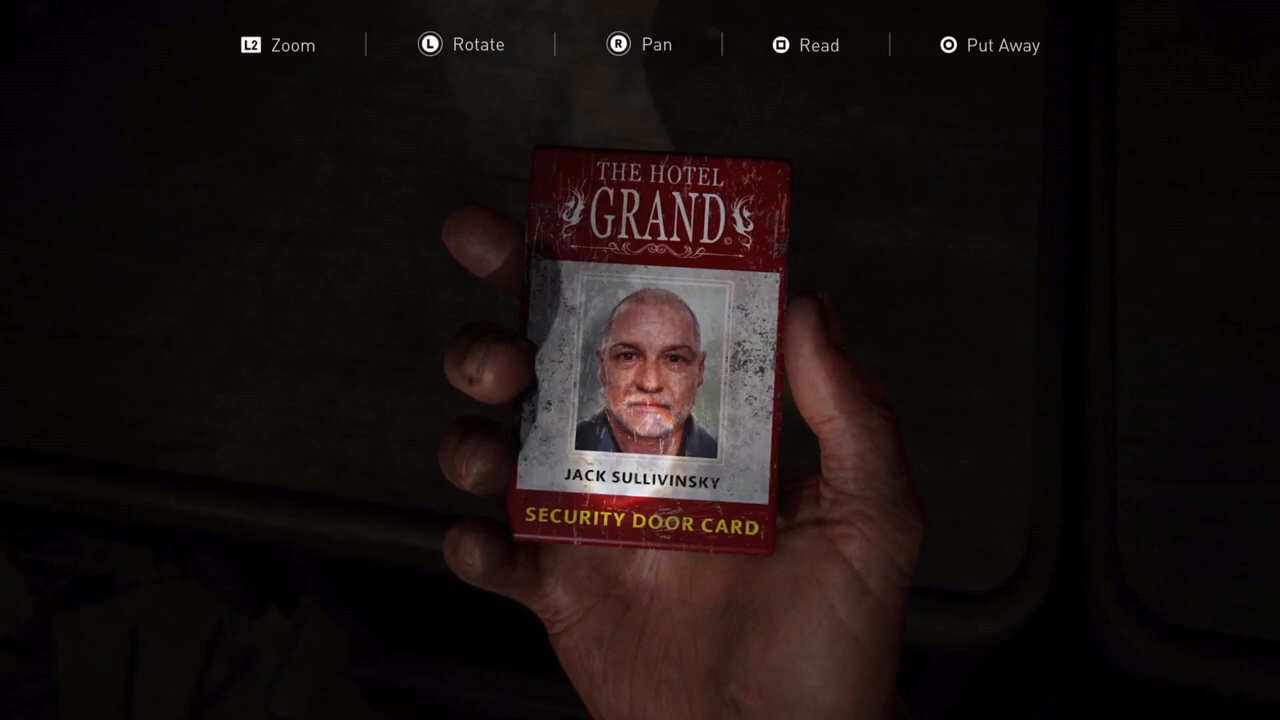 L2 Zoom
L Rotate
R Pan
Read
Put Away
THE HOTEL
GRAND©
JACK SULLIVINSKY
SECURITY DOOR CARD